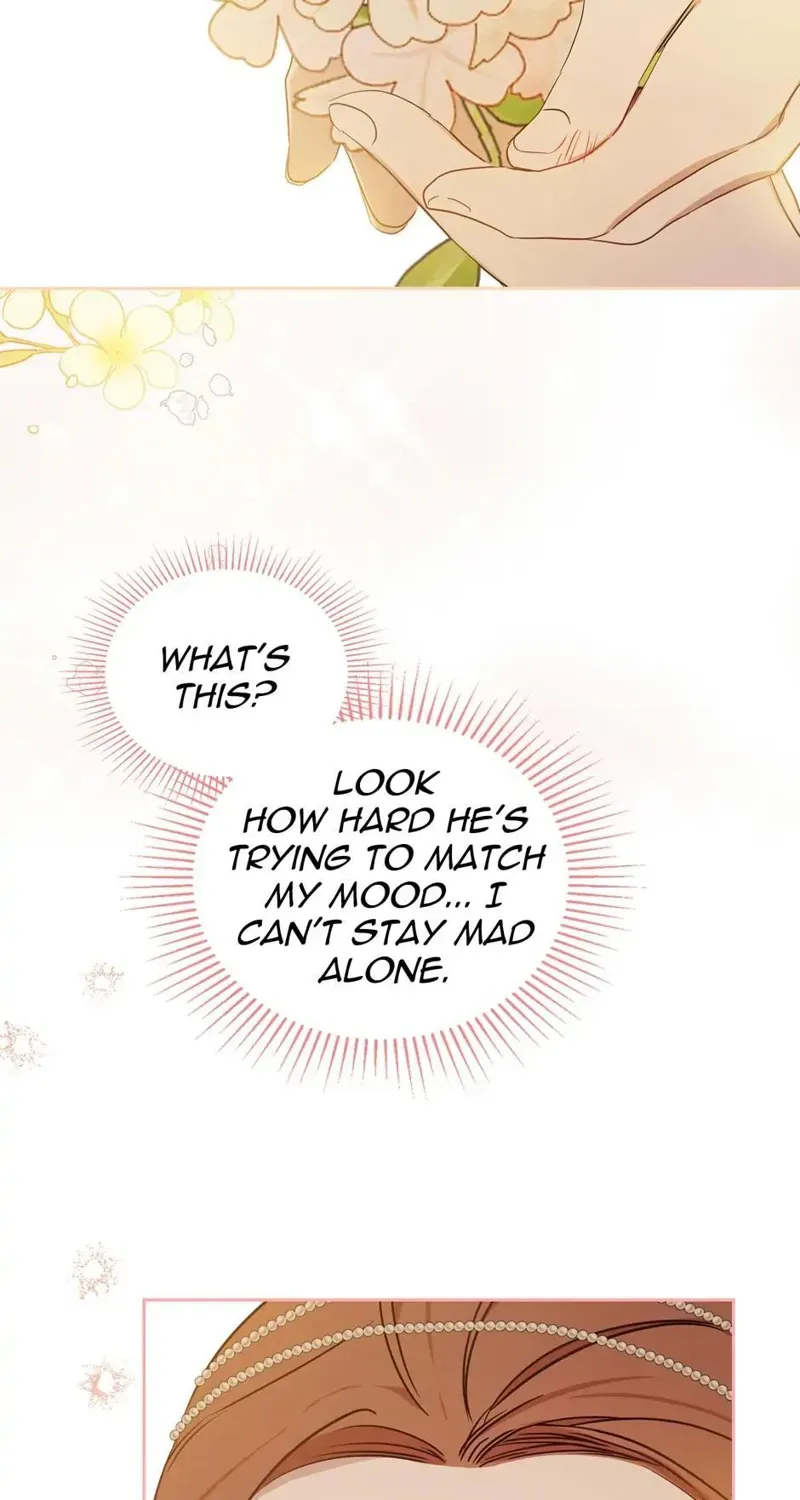 WHAT'S
THIS?
LOOK
HOW HARD HE'S
TRYING TO MATCH
MY MOOD... I
CAN'T STAY MAD
ALONE.